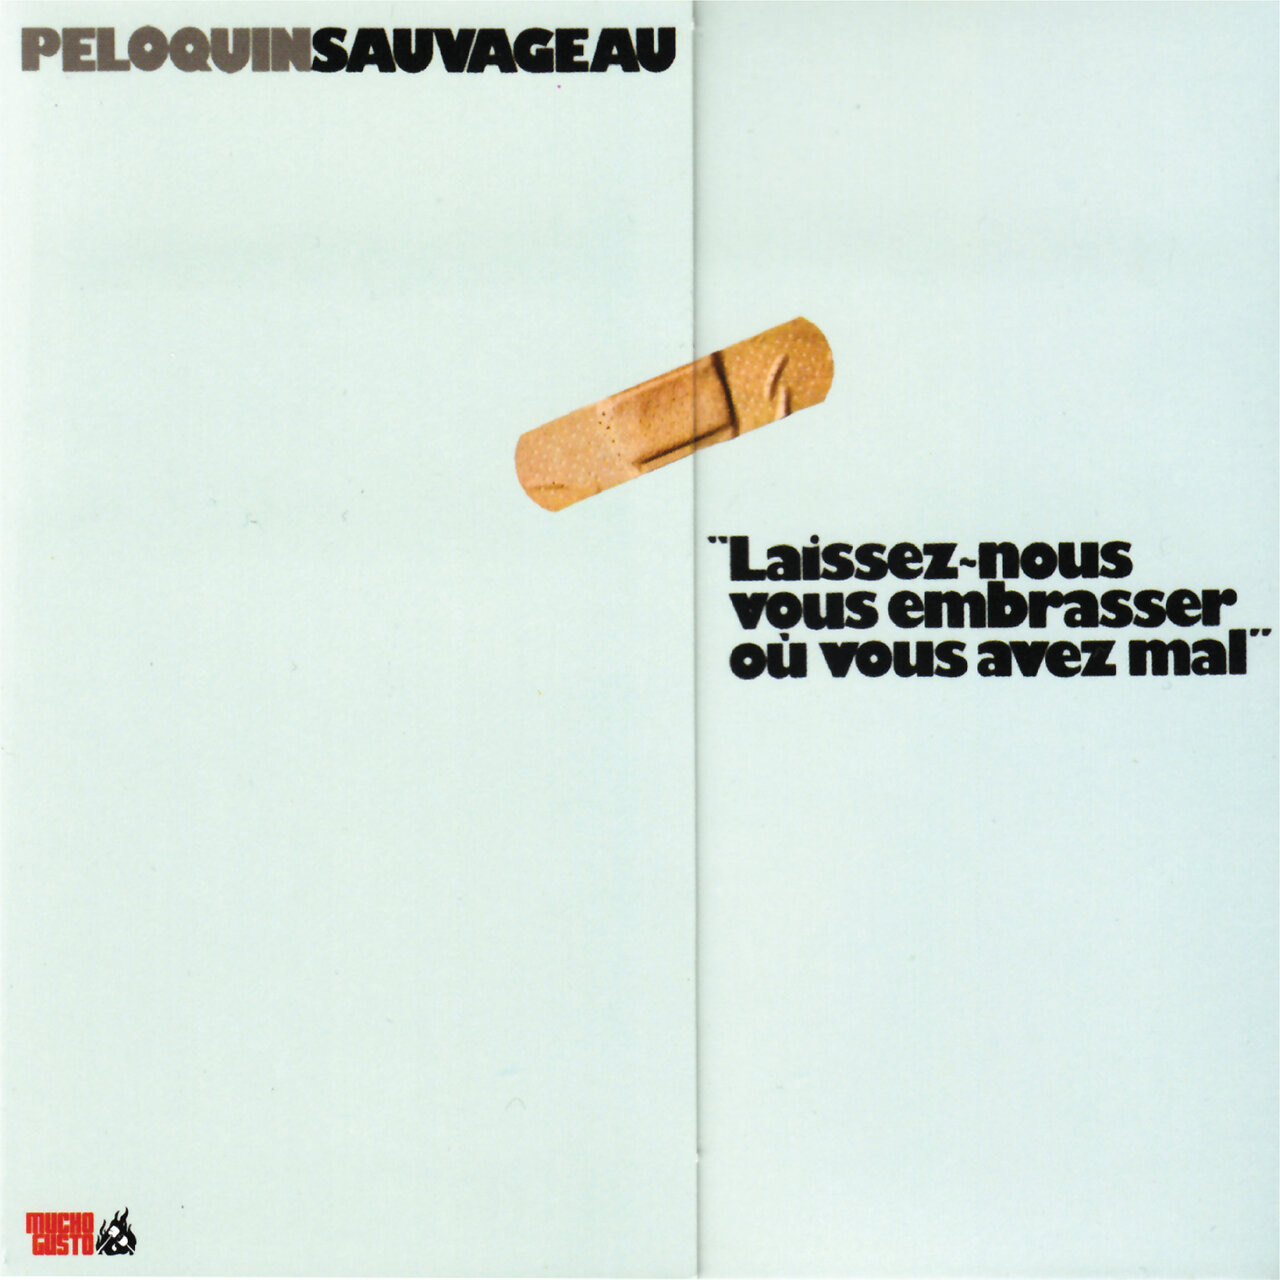 PELOQUINSAUVAGEAU
"Laissez-nous
vous embrasser
où vous avez mal"
MUCHO
GUSTO